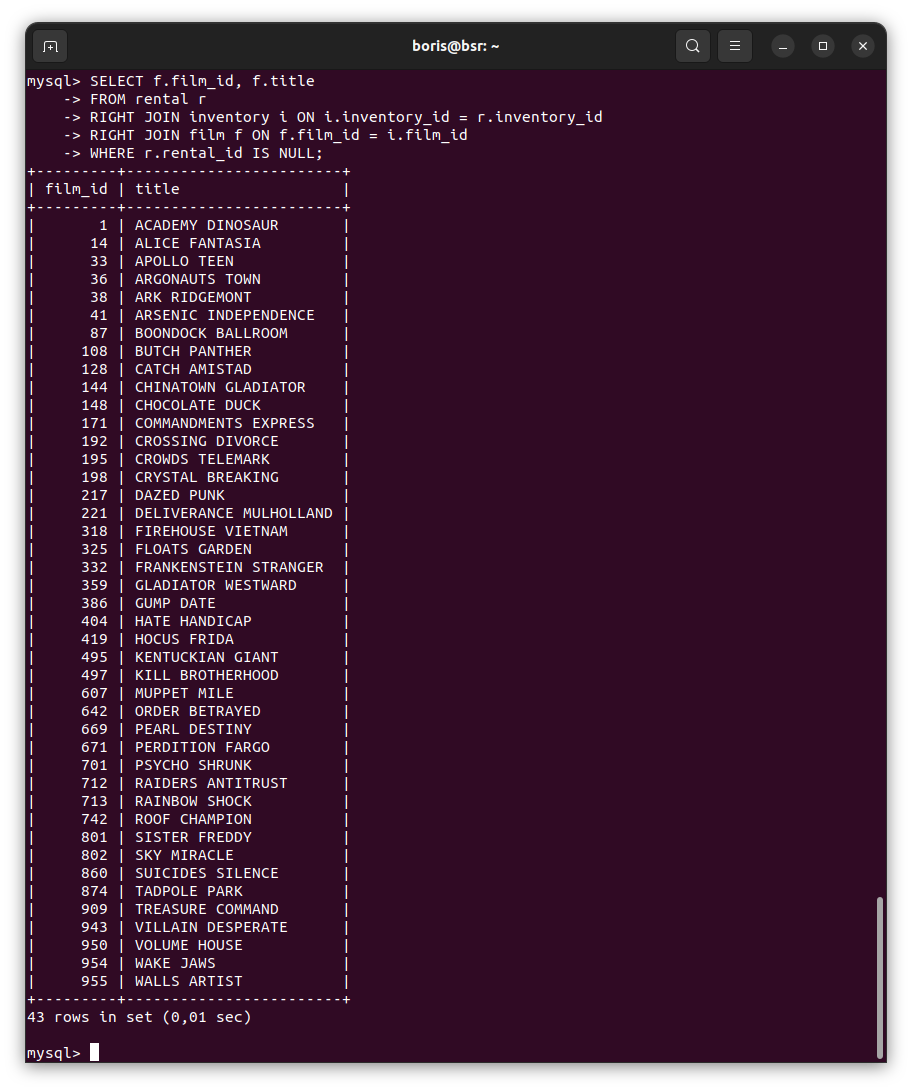 boris@bsr: ~
mysql> SELECT f.film_id, f.title
    -> FROM rental r
    -> RIGHT JOIN inventory i ON i.inventory_id = r.inventory_id
    -> RIGHT JOIN film f ON f.film_id = i.film_id
    -> WHERE r.rental_id IS NULL;
+---------+------------------------+
| film_id | title                  |
+---------+------------------------+
|       1 | ACADEMY DINOSAUR       |
|      14 | ALICE FANTASIA         |
|      33 | APOLLO TEEN            |
|      36 | ARGONAUTS TOWN         |
|      38 | ARK RIDGEMONT          |
|      41 | ARSENIC INDEPENDENCE   |
|      87 | BOONDOCK BALLROOM      |
|     108 | BUTCH PANTHER          |
|     128 | CATCH AMISTAD          |
|     144 | CHINATOWN GLADIATOR    |
|     148 | CHOCOLATE DUCK         |
|     171 | COMMANDMENTS EXPRESS   |
|     192 | CROSSING DIVORCE       |
|     195 | CROWDS TELEMARK        |
|     198 | CRYSTAL BREAKING       |
|     217 | DAZED PUNK             |
|     221 | DELIVERANCE MULHOLLAND |
|     318 | FIREHOUSE VIETNAM      |
|     325 | FLOATS GARDEN          |
|     332 | FRANKENSTEIN STRANGER  |
|     359 | GLADIATOR WESTWARD     |
|     386 | GUMP DATE              |
|     404 | HATE HANDICAP          |
|     419 | HOCUS FRIDA            |
|     495 | KENTUCKIAN GIANT       |
|     497 | KILL BROTHERHOOD       |
|     607 | MUPPET MILE            |
|     642 | ORDER BETRAYED         |
|     669 | PEARL DESTINY          |
|     671 | PERDITION FARGO        |
|     701 | PSYCHO SHRUNK          |
|     712 | RAIDERS ANTITRUST      |
|     713 | RAINBOW SHOCK          |
|     742 | ROOF CHAMPION          |
|     801 | SISTER FREDDY          |
|     802 | SKY MIRACLE            |
|     860 | SUICIDES SILENCE       |
|     874 | TADPOLE PARK           |
|     909 | TREASURE COMMAND       |
|     943 | VILLAIN DESPERATE      |
|     950 | VOLUME HOUSE           |
|     954 | WAKE JAWS              |
|     955 | WALLS ARTIST           |
+---------+------------------------+
43 rows in set (0,01 sec)
mysql>